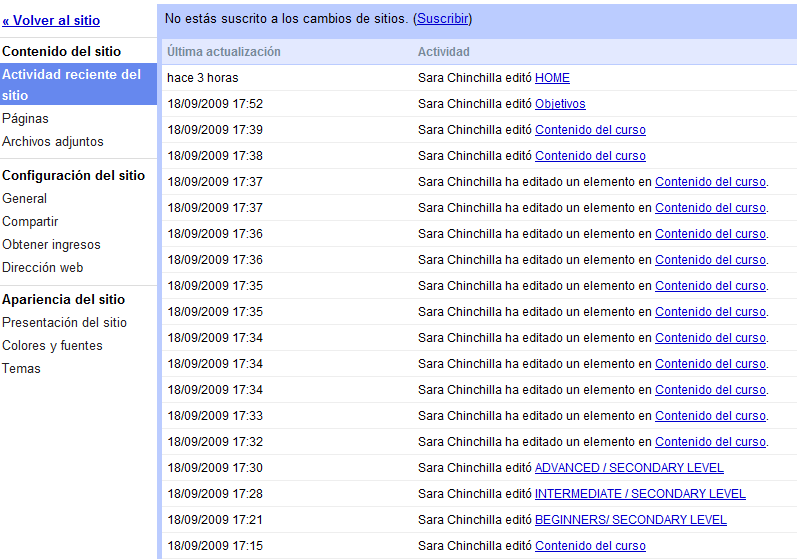 « Volver al sitio
Contenido del sitio
Actividad reciente del
sitio
Páginas
Archivos adjuntos
Configuración del sitio
General
Compartir
Obtener ingresos
Dirección web
Apariencia del sitio
Presentación del sitio
Colores y fuentes
Temas
No estás suscrito a los cambios de sitios. (Suscribir)
Última actualización Actividad
hace 3 horas Sara Chinchilla editó HOME
18/09/2009 17:52 Sara Chinchilla editó Objetivos
18/09/2009 17:39 Sara Chinchilla editó Contenido del curso
18/09/2009 17:38 Sara Chinchilla editó Contenido del curso
18/09/2009 17:37 Sara Chinchilla ha editado un elemento en Contenido del curso.
18/09/2009 17:37 Sara Chinchilla ha editado un elemento en Contenido del curso.
18/09/2009 17:36 Sara Chinchilla ha editado un elemento en Contenido del curso.
18/09/2009 17:36 Sara Chinchilla ha editado un elemento en Contenido del curso.
18/09/2009 17:35 Sara Chinchilla ha editado un elemento en Contenido del curso.
18/09/2009 17:35 Sara Chinchilla ha editado un elemento en Contenido del curso.
18/09/2009 17:34 Sara Chinchilla ha editado un elemento en Contenido del curso.
18/09/2009 17:34 Sara Chinchilla ha editado un elemento en Contenido del curso.
18/09/2009 17:34 Sara Chinchilla ha editado un elemento en Contenido del curso.
18/09/2009 17:33 Sara Chinchilla ha editado un elemento en Contenido del curso.
18/09/2009 17:32 Sara Chinchilla ha editado un elemento en Contenido del curso.
18/09/2009 17:30 Sara Chinchilla editó ADVANCED / SECONDARY LEVEL
18/09/2009 17:28 Sara Chinchilla editó INTERMEDIATE / SECONDARY LEVEL
18/09/2009 17:21 Sara Chinchilla editó BEGINNERS/ SECONDARY LEVEL
18/09/2009 17:15 Sara Chinchilla editó Contenido del curso